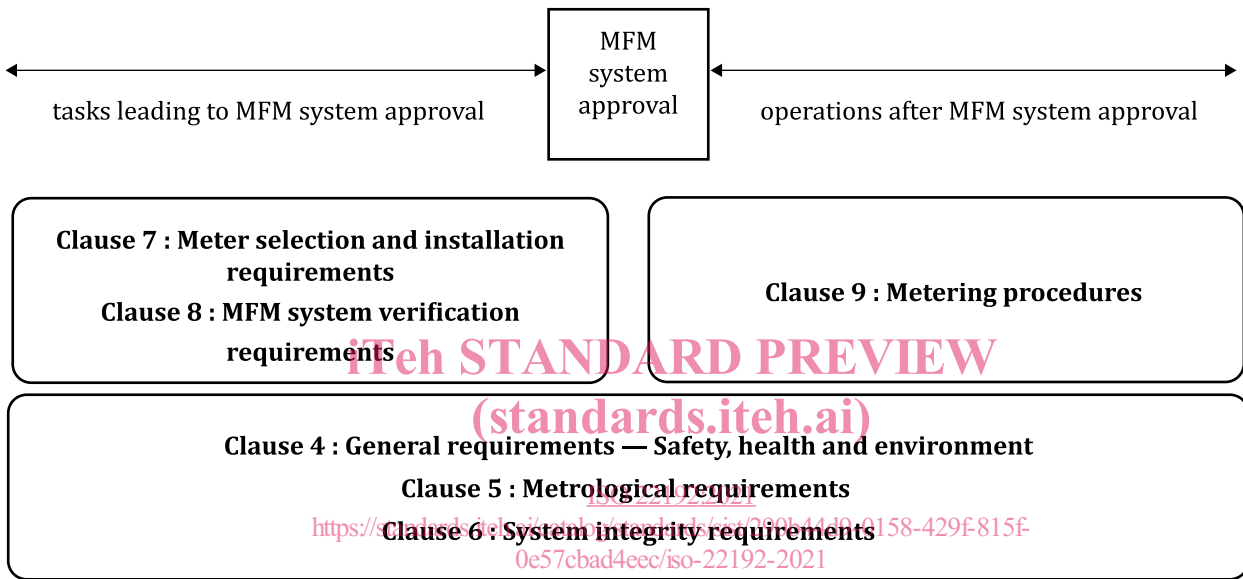 MFM
system
approval
tasks leading to MFM system approval
operations after MFM system approval
Clause 7 : Meter selection and installation
requirements
Clause 8 : MFM system verification
requirements
Clause 9 : Metering procedures
iTeh STANDARD PREVIEW
(standards.iteh.ai)
Clause 4 : General requirements — Safety, health and environment
Clause 5 : Metrological requirements
ISO 22192:2021
Clause 6 : System integrity requirements
0e57cbad4eec/iso-22192-2021